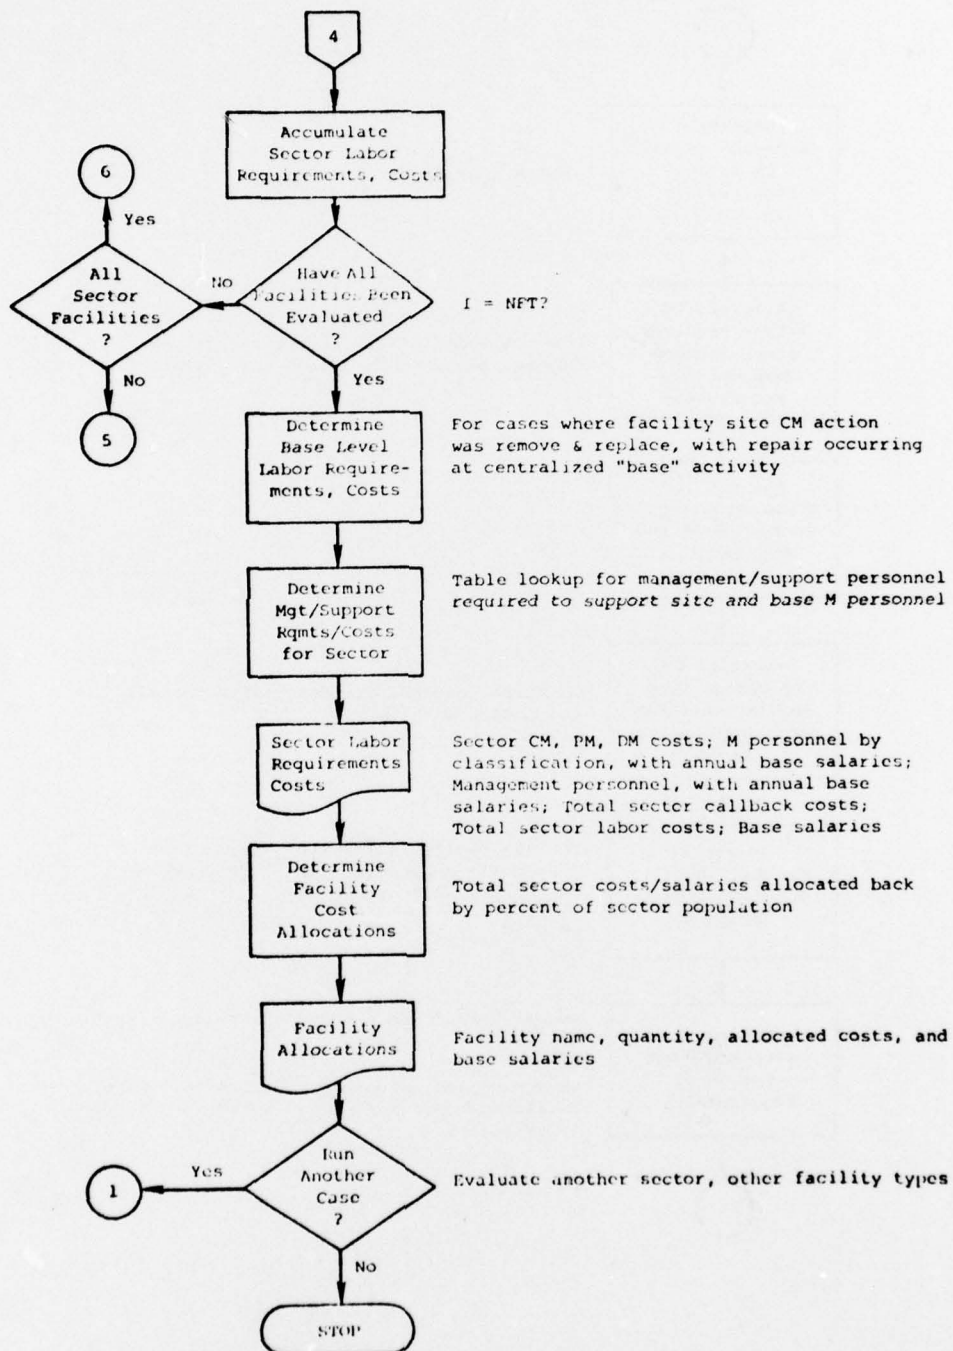 4
Accumulate
Sector Labor
Requirements, Costs
6
Yes
All
Sector
Facilities
?
No
Have All
Facilities Been
Evaluated
?
I = NFT?
No
Yes
5
Determine
Base Level
Labor Require-
ments, Costs
For cases where facility site CM action
was remove & replace, with repair occurring
at centralized "base" activity
Determine
Mgt/Support
Rqmts/Costs
for Sector
Table lookup for management/support personnel
required to support site and base M personnel
Sector Labor
Requirements
Costs
Sector CM, PM, DM costs; M personnel by
classification, with annual base salaries;
Management personnel, with annual base
salaries; Total sector callback costs;
Total sector labor costs; Base salaries
Determine
Facility
Cost
Allocations
Total sector costs/salaries allocated back
by percent of sector population
Facility
Allocations
Facility name, quantity, allocated costs, and
base salaries
Run
Another
Case
?
Yes
1
Evaluate another sector, other facility types
No
STOP